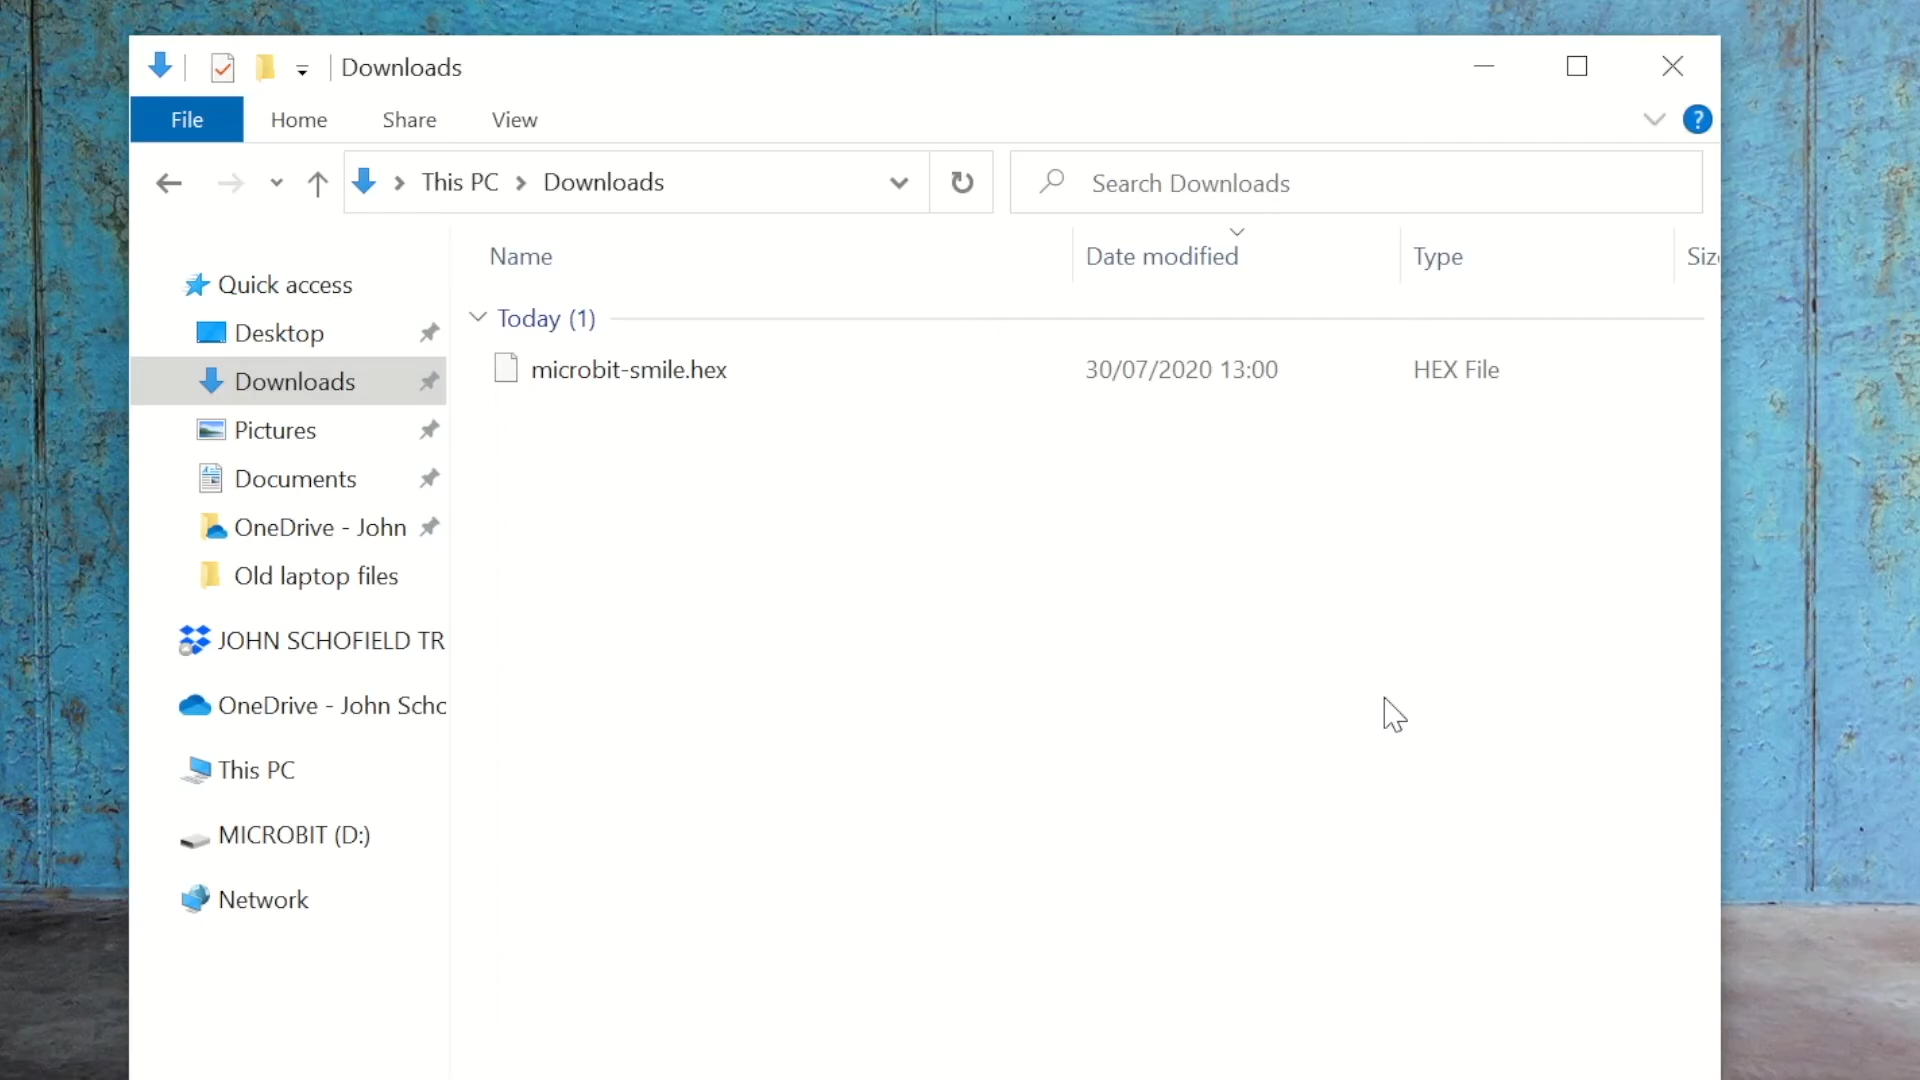 Downloads
File Home Share View
?
This PC Downloads
Search Downloads
Name Date modified Type
Today (1)
microbit-smile.hex 30/07/2020 13:00 HEX File
Quick access
Desktop
Downloads
Pictures
Documents
OneDrive - John
Old laptop files
JOHN SCHOFIELD TR
OneDrive - John Scho
This PC
MICROBIT (D:)
Network